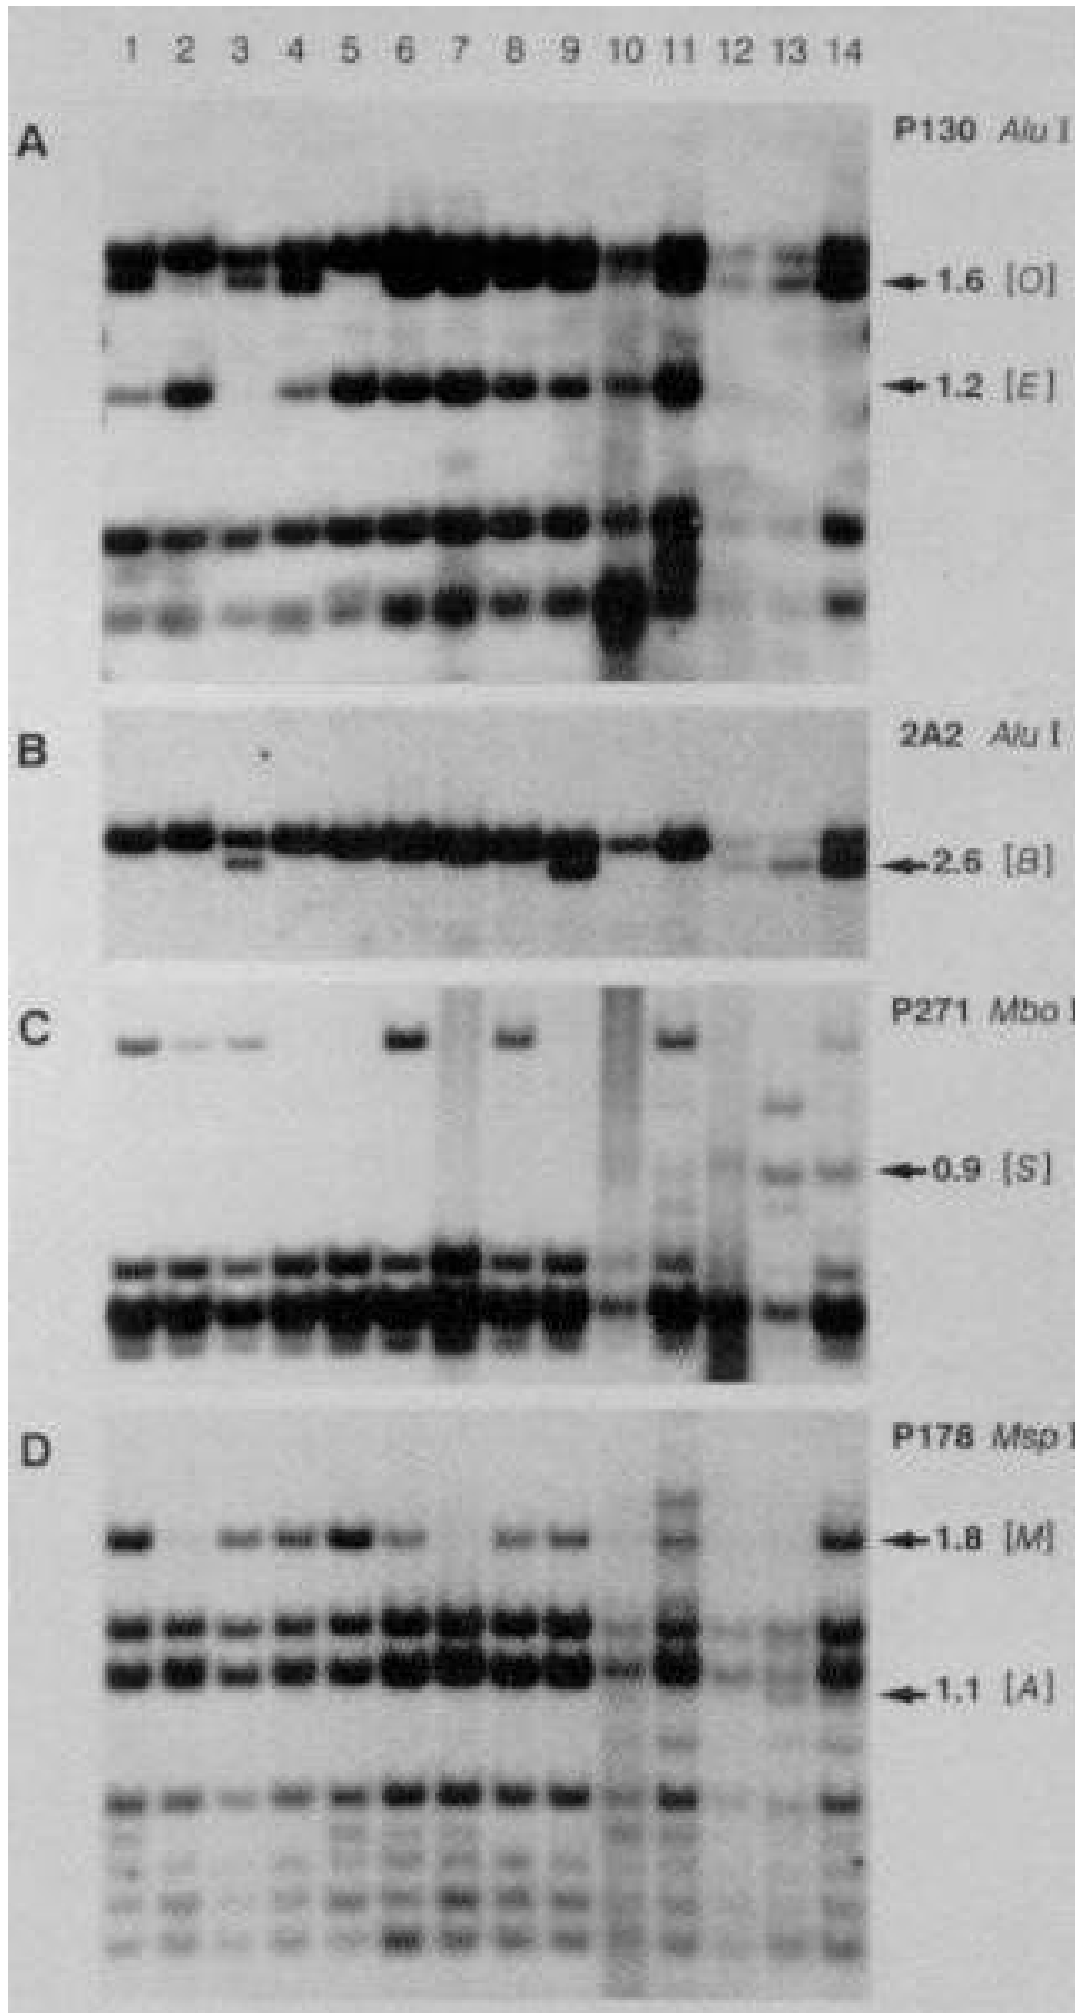 1 2 3 4 5 6 7 8 9 10 11 12 13 14
A
P130 Alu I
1.6 [O]
1.2 [E]
B
2A2 Alu I
2.6 [B]
C
P271 Mbo I
0.9 [S]
D
P178 Msp I
1.8 [M]
1.1 [A]